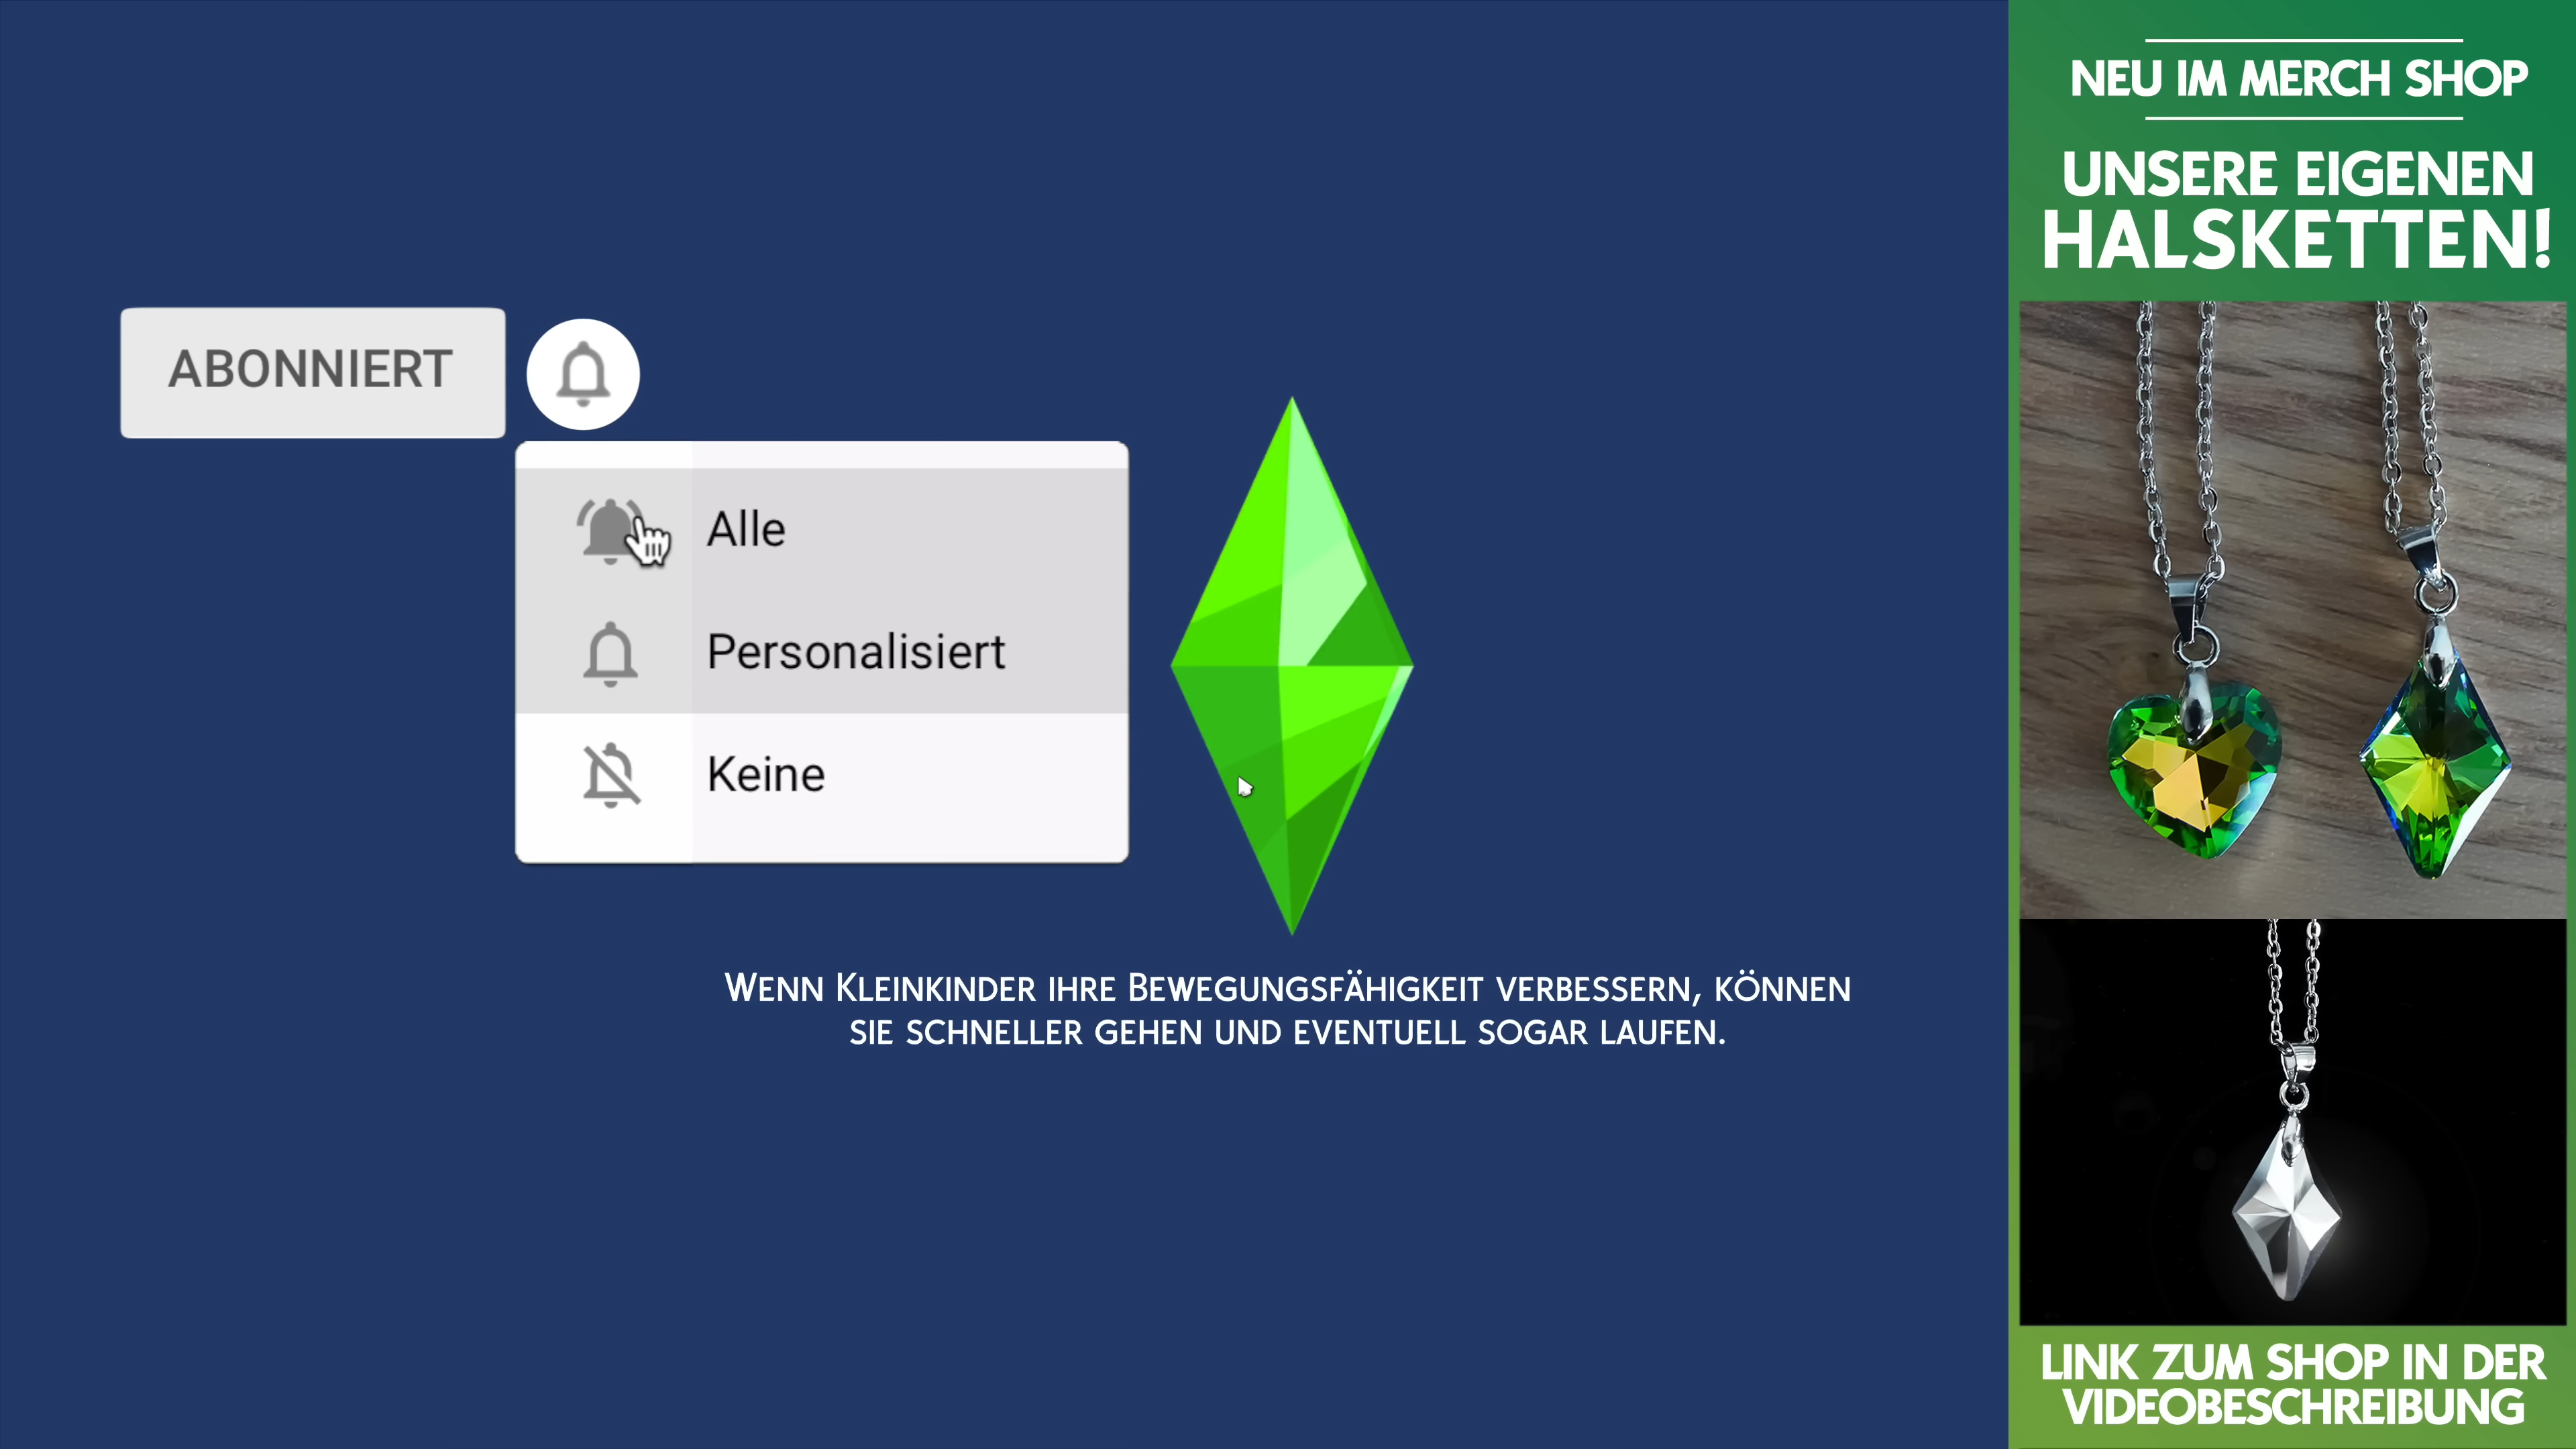 ABONNIERT
Alle
Personalisiert
Keine
WENN KLEINKINDER IHRE BEWEGUNGSFÄHIGKEIT VERBESSERN, KÖNNEN
SIE SCHNELLER GEHEN UND EVENTUELL SOGAR LAUFEN.
NEU IM MERCH SHOP
UNSERE EIGENEN
HALSKETTEN!
LINK ZUM SHOP IN DER
VIDEOBESCHREIBUNG